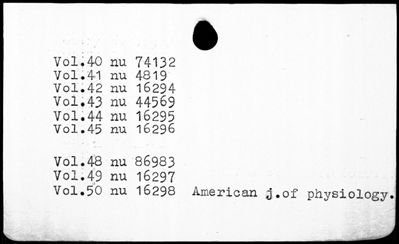 Vol.40 nu 74132
Vol.41 nu 4819
Vol.42 nu 16294
Vol.43 nu 44569
Vol.44 nu 16295
Vol.45 nu 16296
Vol.48 nu 86983
Vol.49 nu 16297
Vol.50 nu 16298 American j.of physiology.